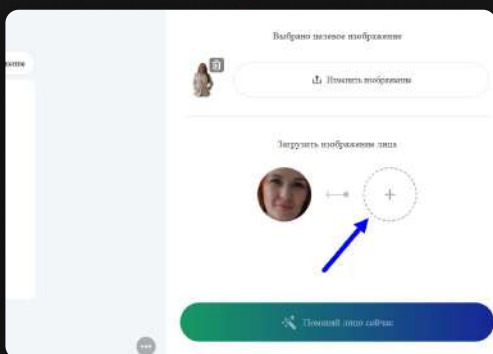 Выбрано целевое изображение
Изменить изображение
Загрузить изображение лица
Поменяй лицо сейчас